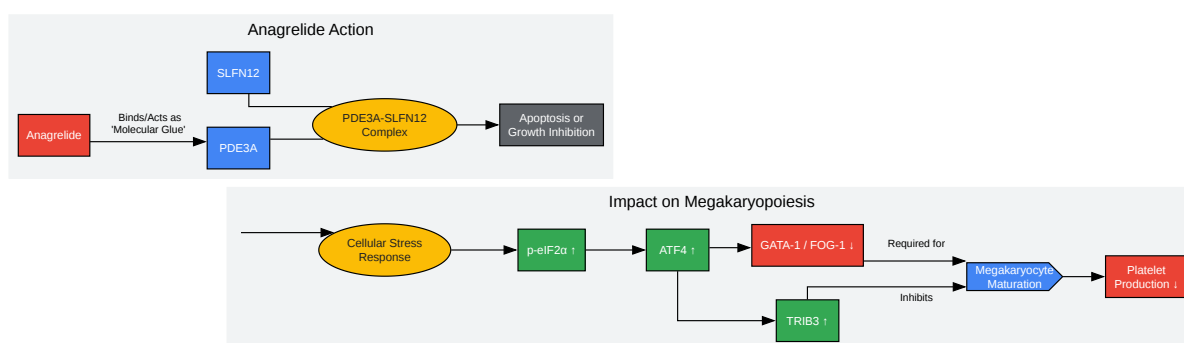 Anagrelide Action
SLFN12
Anagrelide
Binds/Acts as
'Molecular Glue'
PDE3A
PDE3A-SLFN12
Complex
Apoptosis or
Growth Inhibition
Impact on Megakaryopoiesis
Cellular Stress
Response
p-eIF2α ↑
ATF4 ↑
GATA-1 / FOG-1 ↓
Required for
TRIB3 ↑
Inhibits
Megakaryocyte
Maturation
Platelet
Production ↓